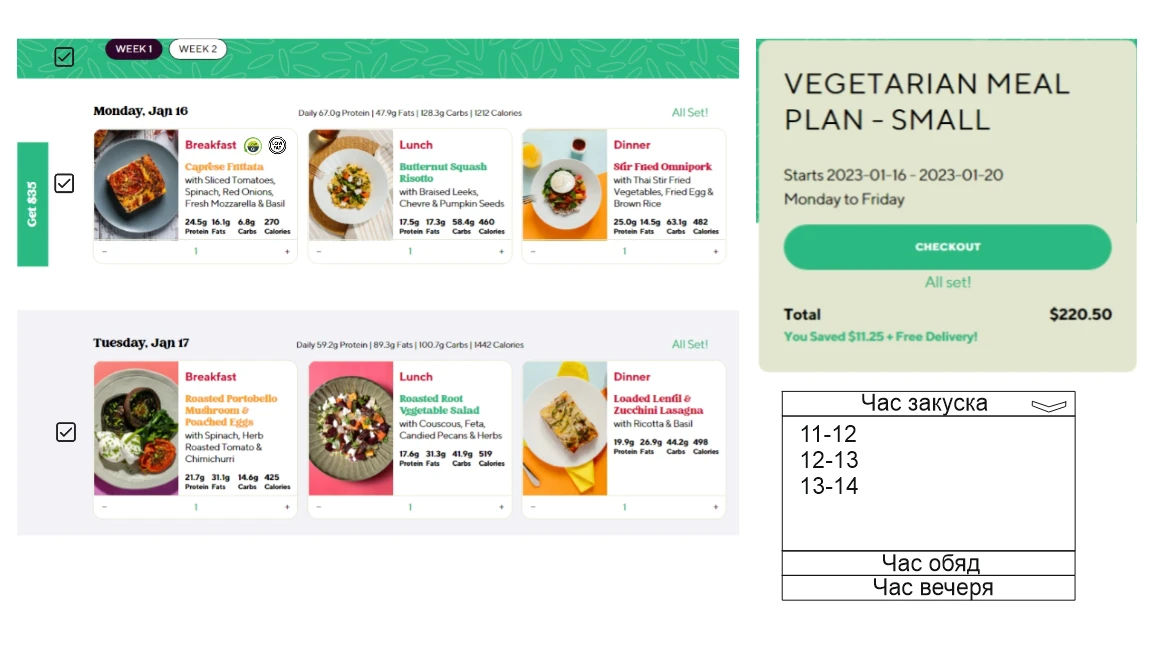 WEEK 1
WEEK 2
Get $35
Monday, Jan 16
Daily 67.0g Protein | 47.9g Fats | 128.3g Carbs | 1212 Calories
All Set!
Breakfast
Caprese Frittata
with Sliced Tomatoes,
Spinach, Red Onions,
Fresh Mozzarella & Basil
24.5g 16.1g 6.8g 270
Protein Fats Carbs Calories
- 1 +
Lunch
Butternut Squash
Risotto
with Braised Leeks,
Chevre & Pumpkin Seeds
17.5g 17.3g 58.4g 460
Protein Fats Carbs Calories
- 1 +
Dinner
Stir Fried Omnipork
with Thai Stir Fried
Vegetables, Fried Egg &
Brown Rice
25.0g 14.5g 63.1g 482
Protein Fats Carbs Calories
- 1 +
Tuesday, Jan 17
Daily 59.2g Protein | 89.3g Fats | 100.7g Carbs | 1442 Calories
All Set!
Breakfast
Roasted Portobello
Mushroom &
Poached Eggs
with Spinach, Herb
Roasted Tomato &
Chimichurri
21.7g 31.1g 14.6g 425
Protein Fats Carbs Calories
- 1 +
Lunch
Roasted Root
Vegetable Salad
with Couscous, Feta,
Candied Pecans & Herbs
17.6g 31.3g 41.9g 519
Protein Fats Carbs Calories
- 1 +
Dinner
Loaded Lentil &
Zucchini Lasagna
with Ricotta & Basil
19.9g 26.9g 44.2g 498
Protein Fats Carbs Calories
- 1 +
VEGETARIAN MEAL
PLAN - SMALL
Starts 2023-01-16 - 2023-01-20
Monday to Friday
CHECKOUT
All set!
Total $220.50
You Saved $11.25 + Free Delivery!
Час закуска
11-12
12-13
13-14
Час обяд
Час вечеря